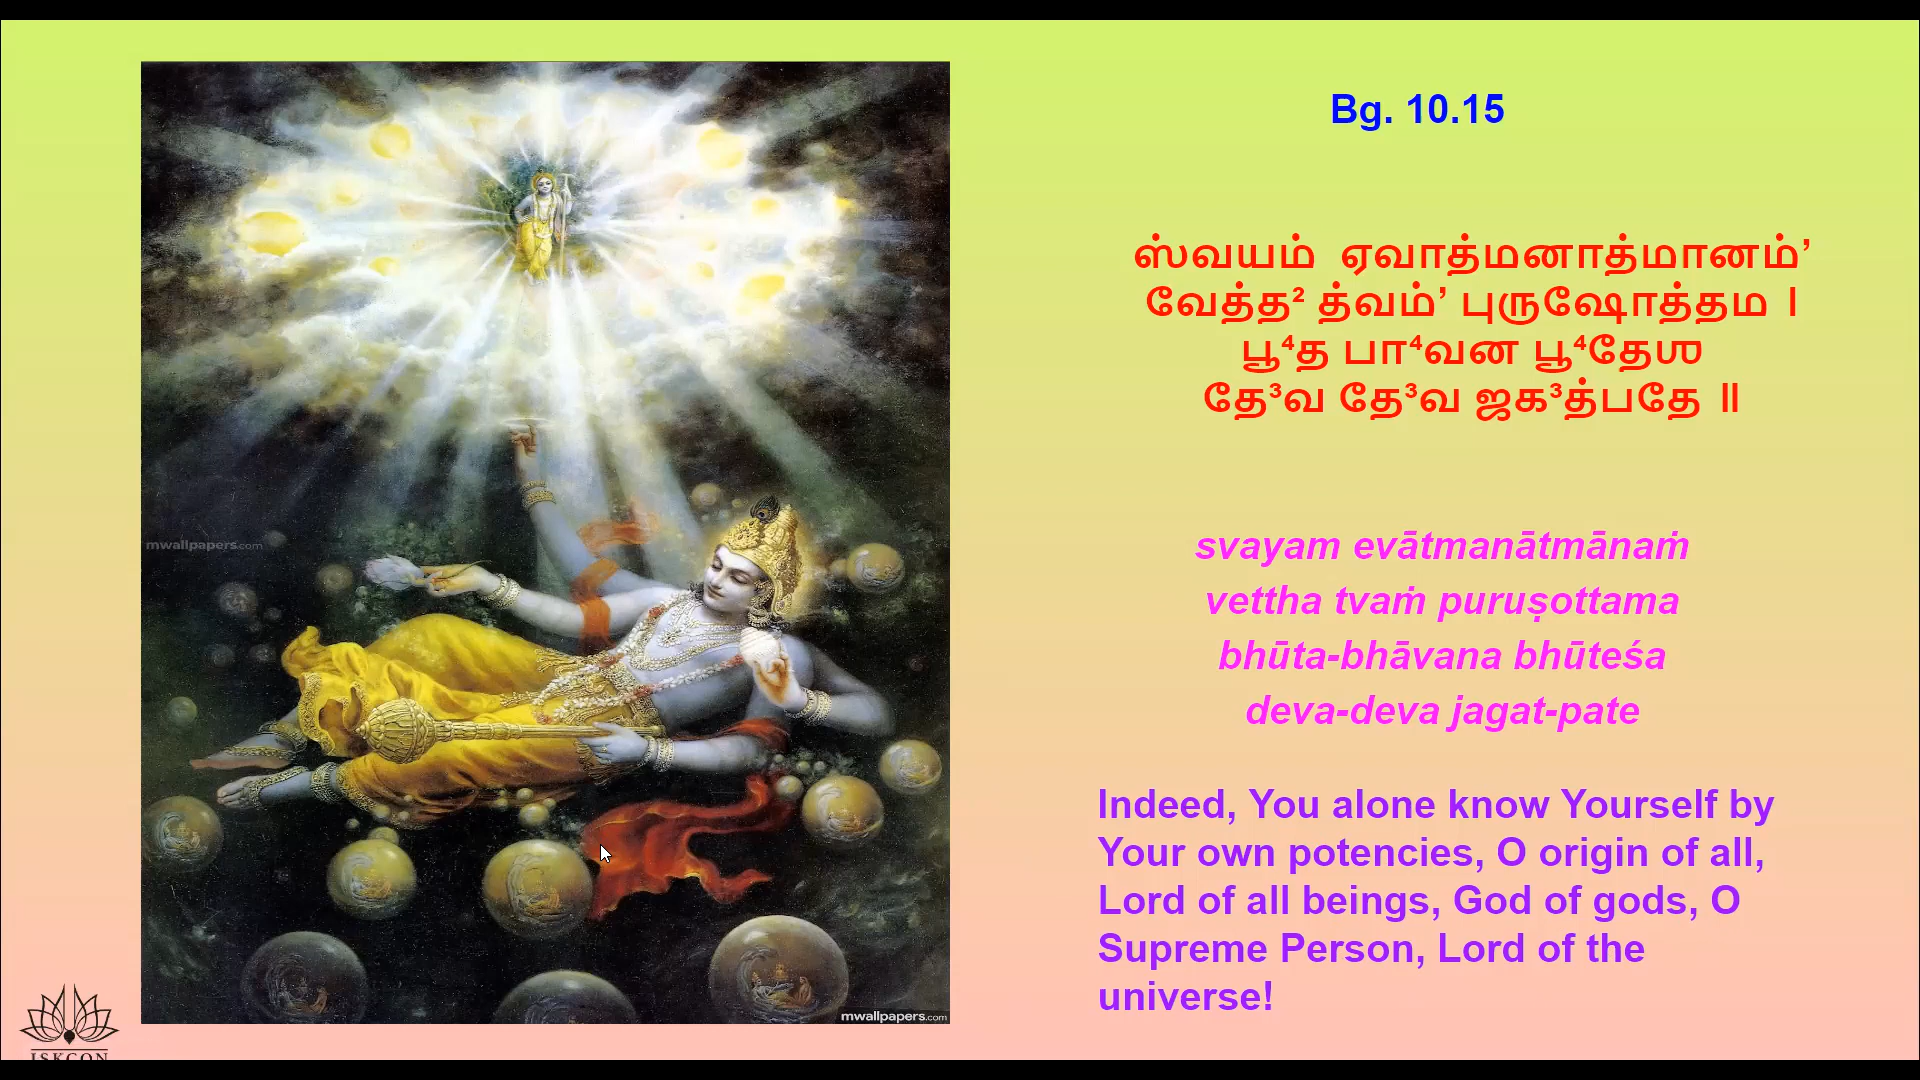 Bg. 10.15
ஸ்வயம் ஏவாத்மனாத்மானம்’
வேத்த² த்வம்’ புருஷோத்தம ।
பூ⁴த பா⁴வன பூ⁴தேஶ
தே³வ தே³வ ஜக³த்பதே ॥
svayam evātmanātmānaṁ
vettha tvaṁ puruṣottama
bhūta-bhāvana bhūteśa
deva-deva jagat-pate
Indeed, You alone know Yourself by
Your own potencies, O origin of all,
Lord of all beings, God of gods, O
Supreme Person, Lord of the
universe!
mwallpapers.com
mwallpapers.com
ISKCON